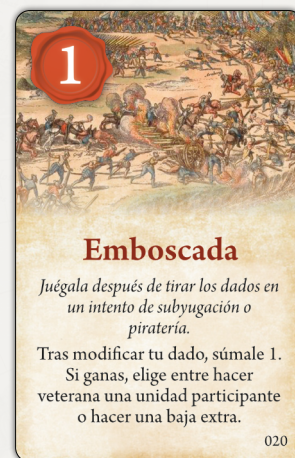 1
Emboscada
Juégala después de tirar los dados en
un intento de subyugación o
piratería.
Tras modificar tu dado, súmale 1.
Si ganas, elige entre hacer
veterana una unidad participante
o hacer una baja extra.
020